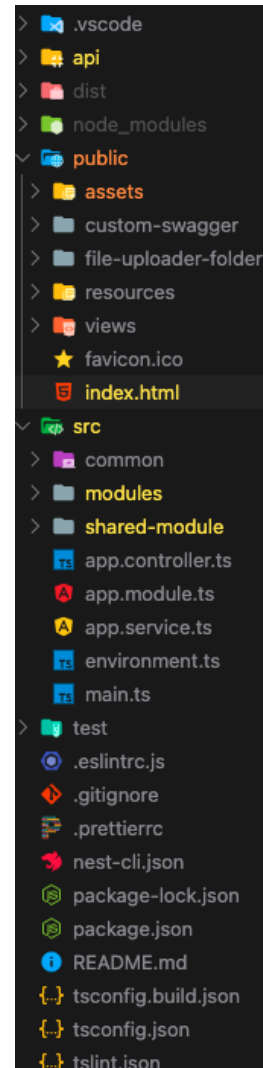 .vscode
api
dist
node_modules
public
assets
custom-swagger
file-uploader-folder
resources
views
favicon.ico
index.html
src
common
modules
shared-module
app.controller.ts
app.module.ts
app.service.ts
environment.ts
main.ts
test
.eslintrc.js
.gitignore
.prettierrc
nest-cli.json
package-lock.json
package.json
README.md
tsconfig.build.json
tsconfig.json
tslint.json